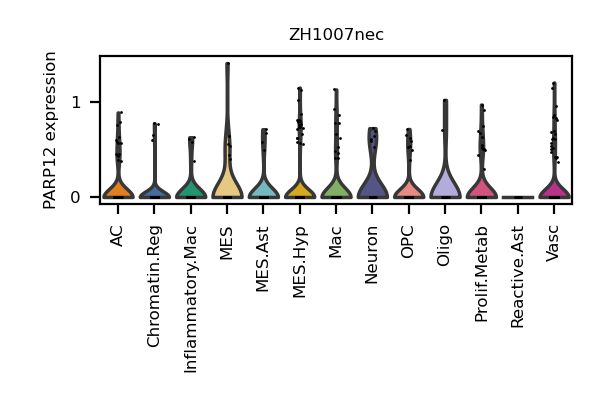 ZH1007nec
PARP12 expression
1
0
AC
Chromatin.Reg
Inflammatory.Mac
MES
MES.Ast
MES.Hyp
Mac
Neuron
OPC
Oligo
Prolif.Metab
Reactive.Ast
Vasc